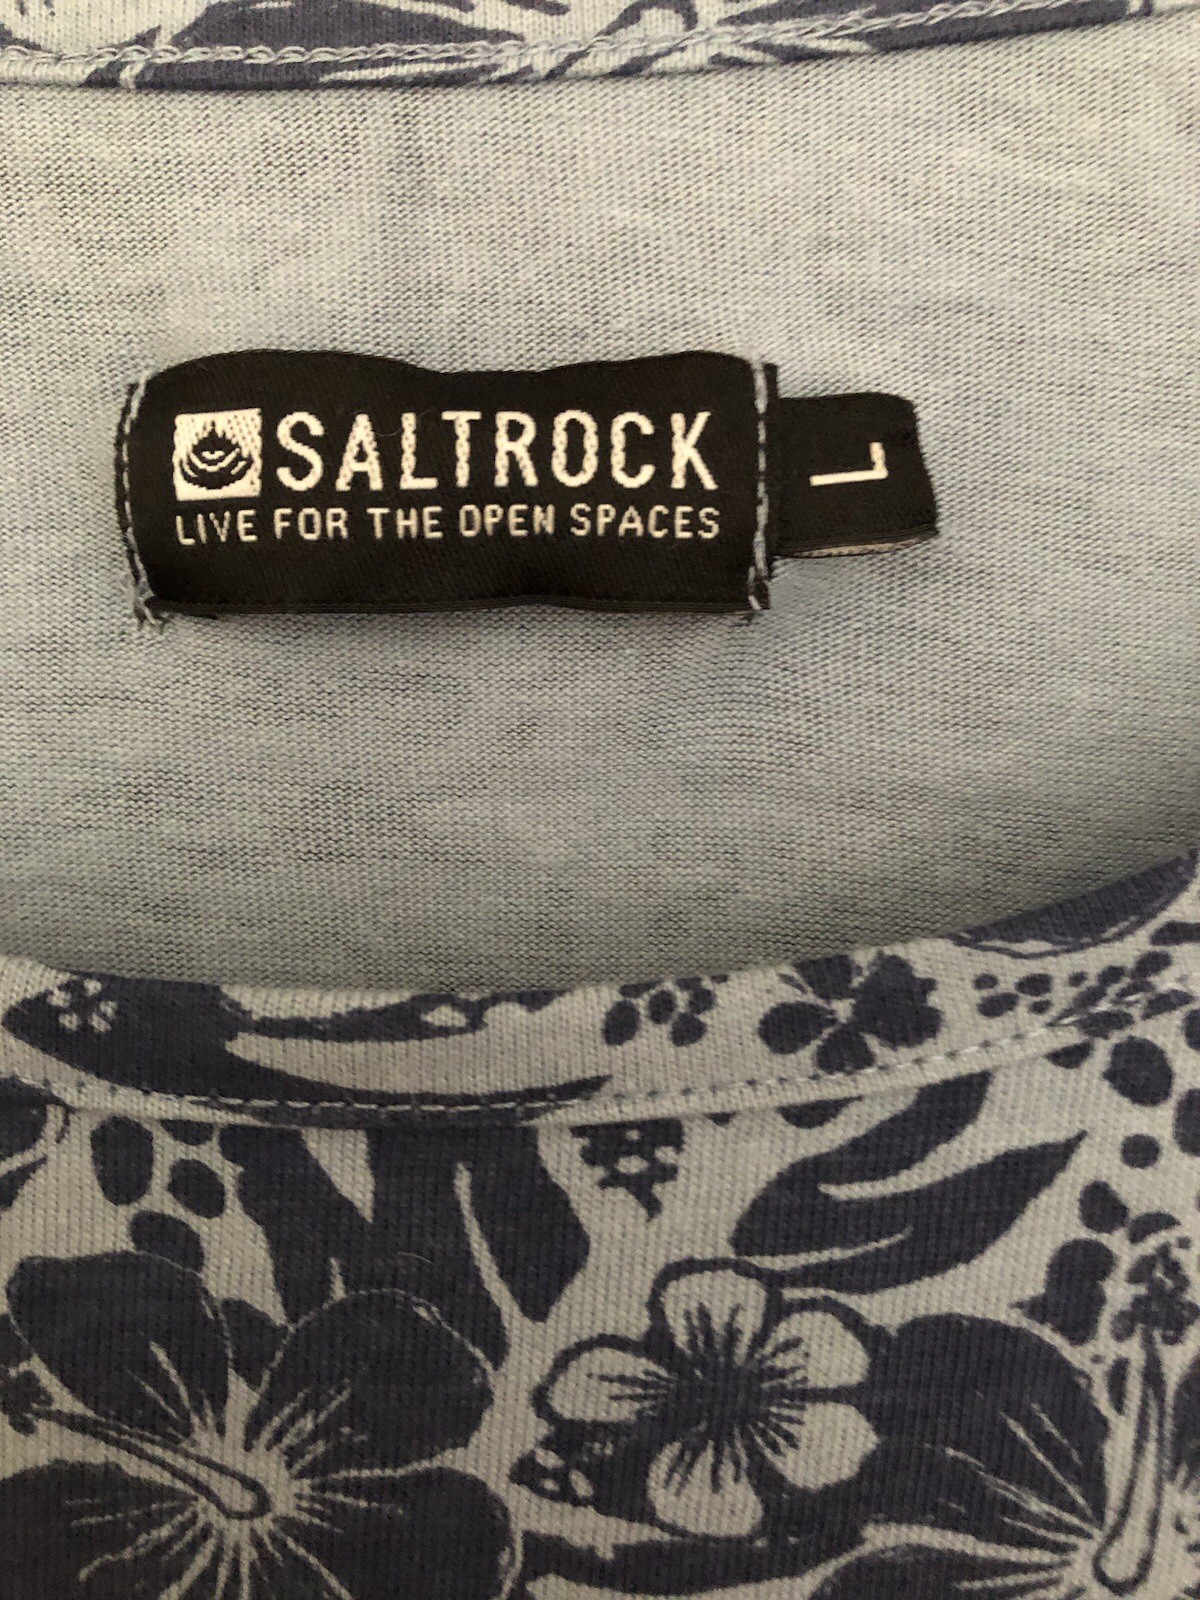 SALTROCK
LIVE FOR THE OPEN SPACES
L